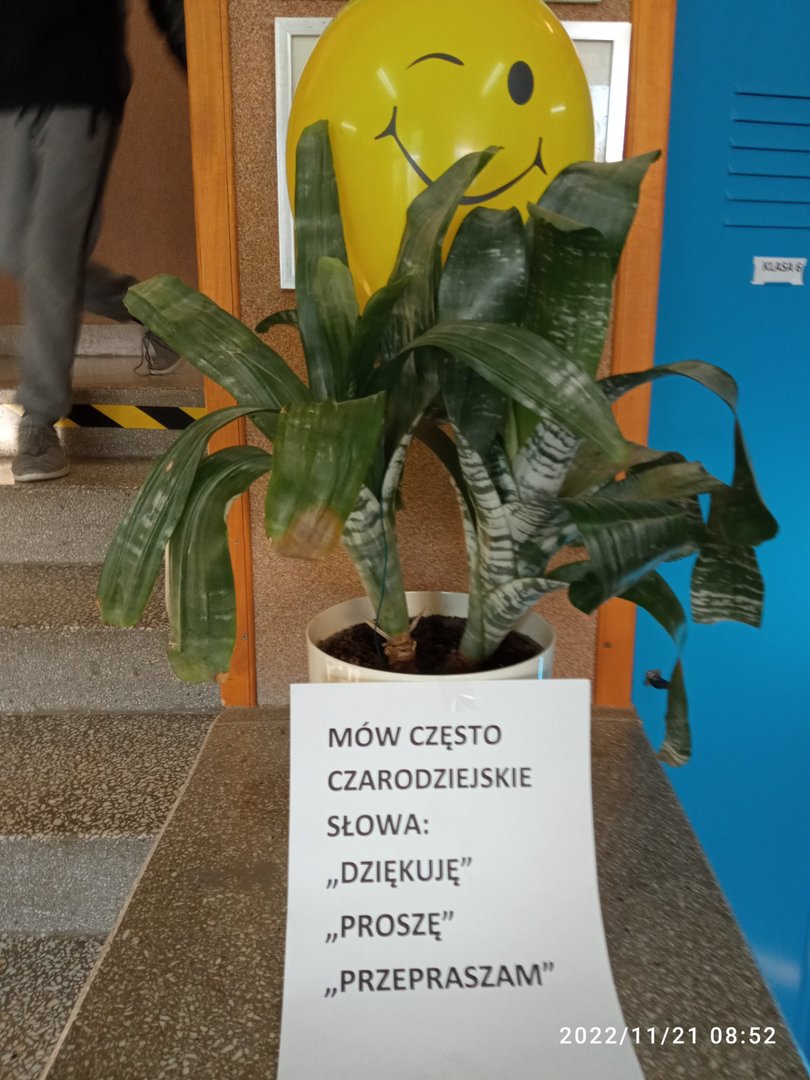 KLASA 6
MÓW CZĘSTO
CZARODZIEJSKIE
SŁOWA:
„DZIĘKUJĘ”
„PROSZĘ”
„PRZEPRASZAM”
2022/11/21 08:52